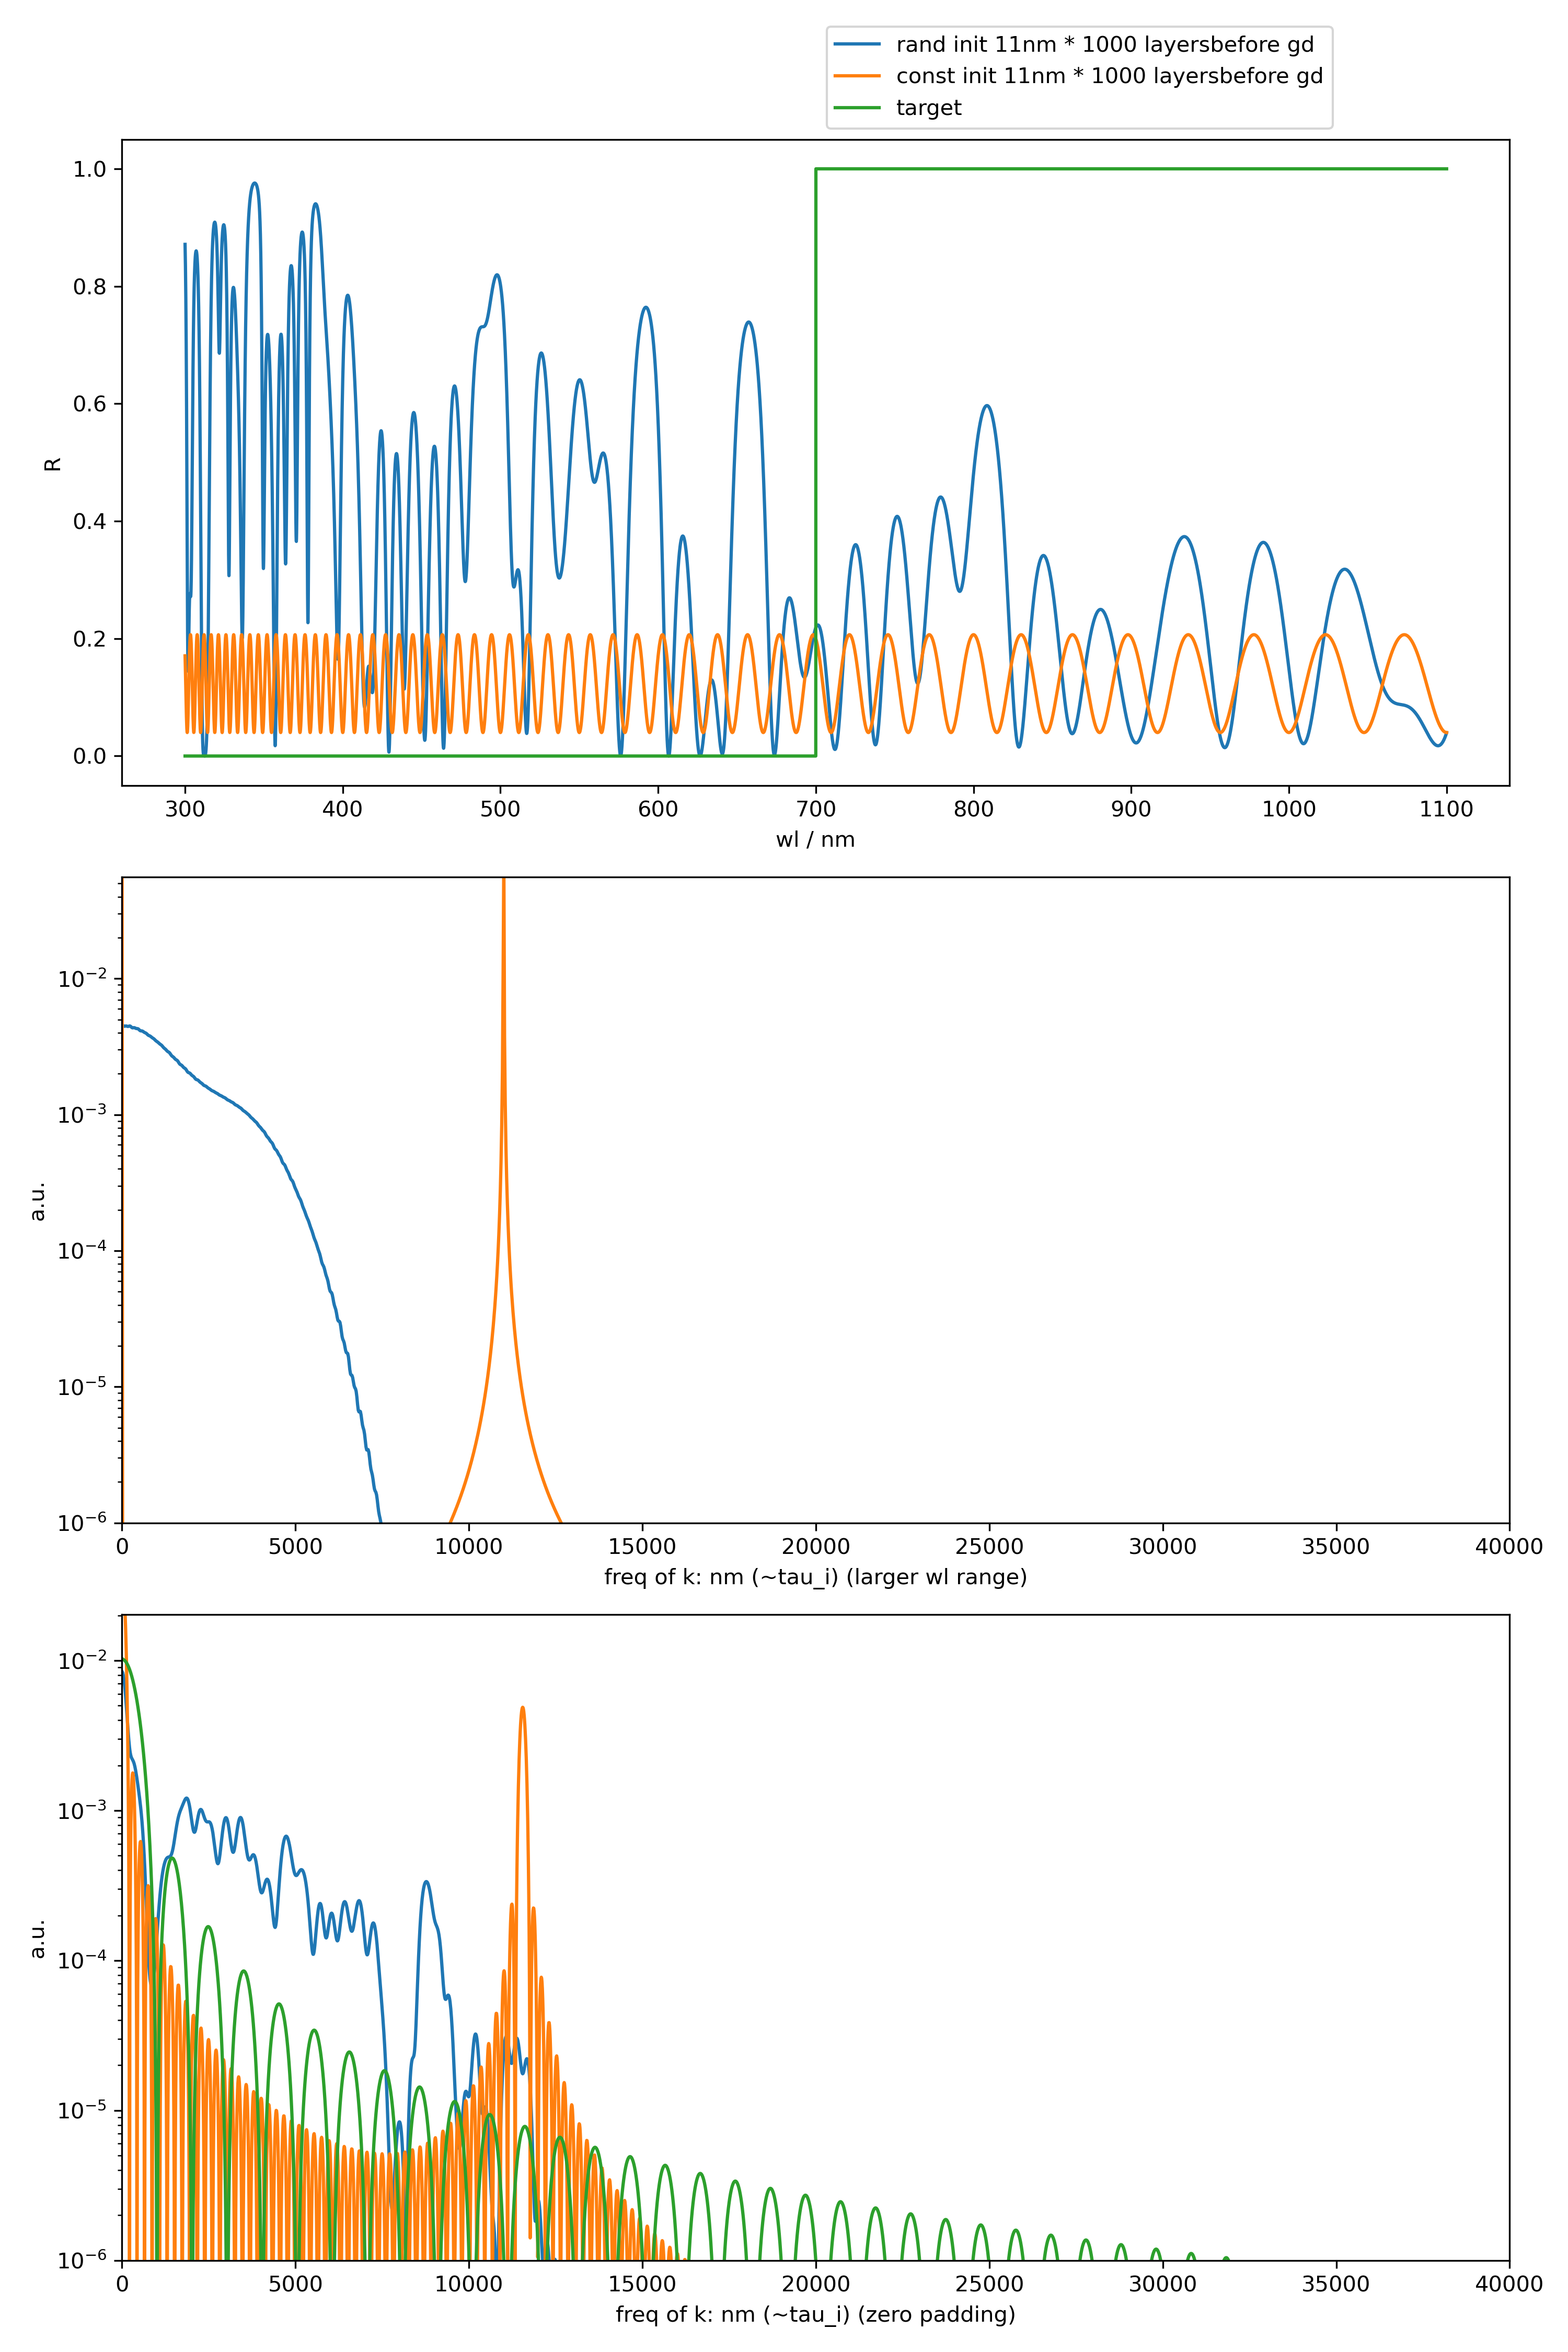 rand init 11nm * 1000 layersbefore gd
const init 11nm * 1000 layersbefore gd
target
1.0
0.8
0.6
0.4
0.2
0.0
R
300 400 500 600 700 800 900 1000 1100
wl / nm
10⁻²
10⁻³
10⁻⁴
10⁻⁵
10⁻⁶
a.u.
0 5000 10000 15000 20000 25000 30000 35000 40000
freq of k: nm (~tau_i) (larger wl range)
10⁻²
10⁻³
10⁻⁴
10⁻⁵
10⁻⁶
a.u.
0 5000 10000 15000 20000 25000 30000 35000 40000
freq of k: nm (~tau_i) (zero padding)